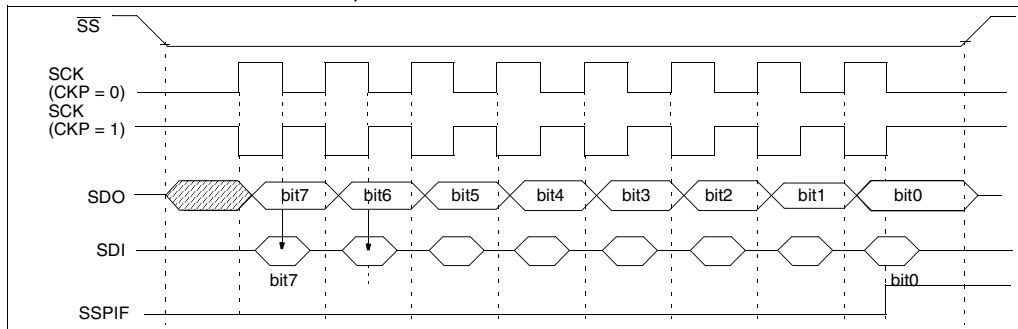 SS
SCK
(CKP = 0)
SCK
(CKP = 1)
SDO bit7 bit6 bit5 bit4 bit3 bit2 bit1 bit0
SDI
bit7 bit0
SSPIF